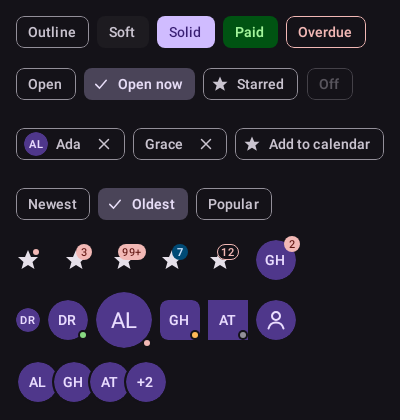 Outline Soft Solid Paid Overdue
Open Open now Starred Off
AL Ada Grace Add to calendar
Newest Oldest Popular
3 99+ 7 12 GH 2
DR DR AL GH AT
AL GH AT +2